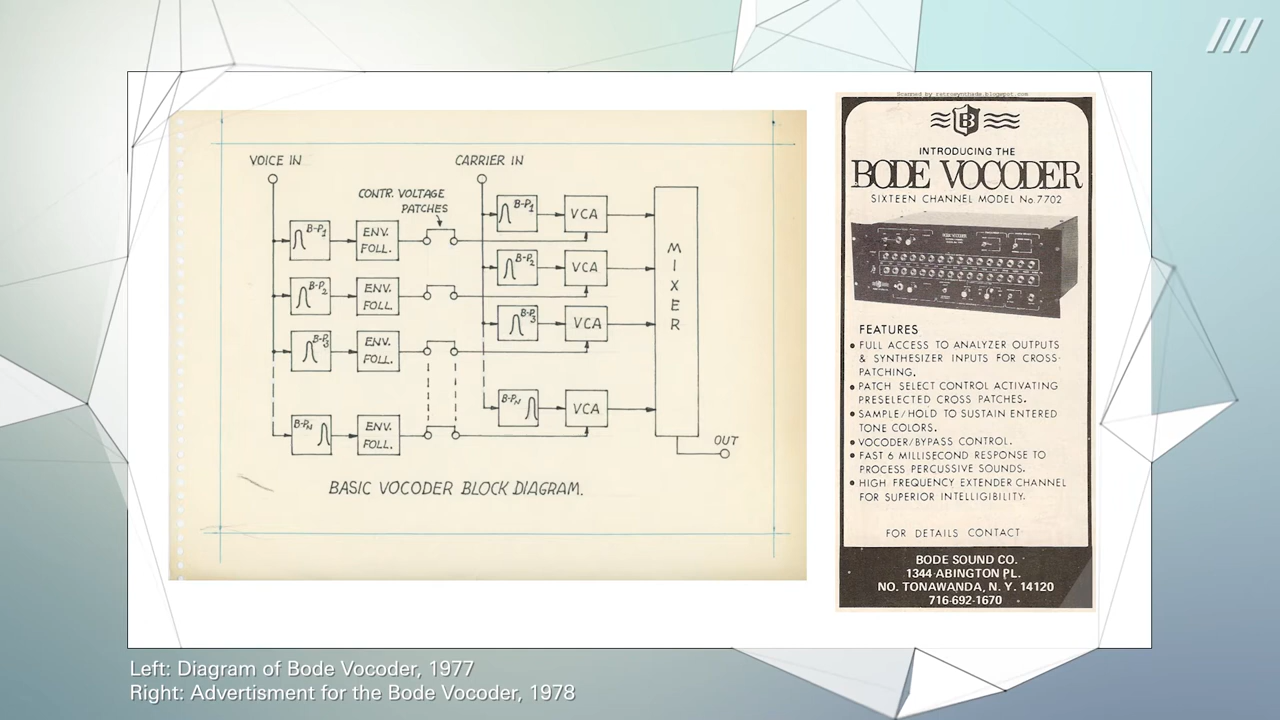 VOICE IN
CARRIER IN
CONTR. VOLTAGE
PATCHES
B-P1
ENV.
FOLL.
B-P1
VCA
B-P2
ENV.
FOLL.
B-P2
VCA
B-P3
ENV.
FOLL.
B-P3
VCA
B-PN
ENV.
FOLL.
B-PN
VCA
MIXER
OUT
BASIC VOCODER BLOCK DIAGRAM.
Scanned by retrosynthads.blogspot.com
B
INTRODUCING THE
BODE VOCODER
SIXTEEN CHANNEL MODEL No. 7702
FEATURES
• FULL ACCESS TO ANALYZER OUTPUTS
& SYNTHESIZER INPUTS FOR CROSS-
PATCHING.
• PATCH SELECT CONTROL ACTIVATING
PRESELECTED CROSS PATCHES.
• SAMPLE/HOLD TO SUSTAIN ENTERED
TONE COLORS.
• VOCODER/BYPASS CONTROL.
• FAST 6 MILLISECOND RESPONSE TO
PROCESS PERCUSSIVE SOUNDS.
• HIGH FREQUENCY EXTENDER CHANNEL
FOR SUPERIOR INTELLIGIBILITY.
FOR DETAILS CONTACT
BODE SOUND CO.
1344 ABINGTON PL.
NO. TONAWANDA, N. Y. 14120
716-692-1670
Left: Diagram of Bode Vocoder, 1977
Right: Advertisment for the Bode Vocoder, 1978